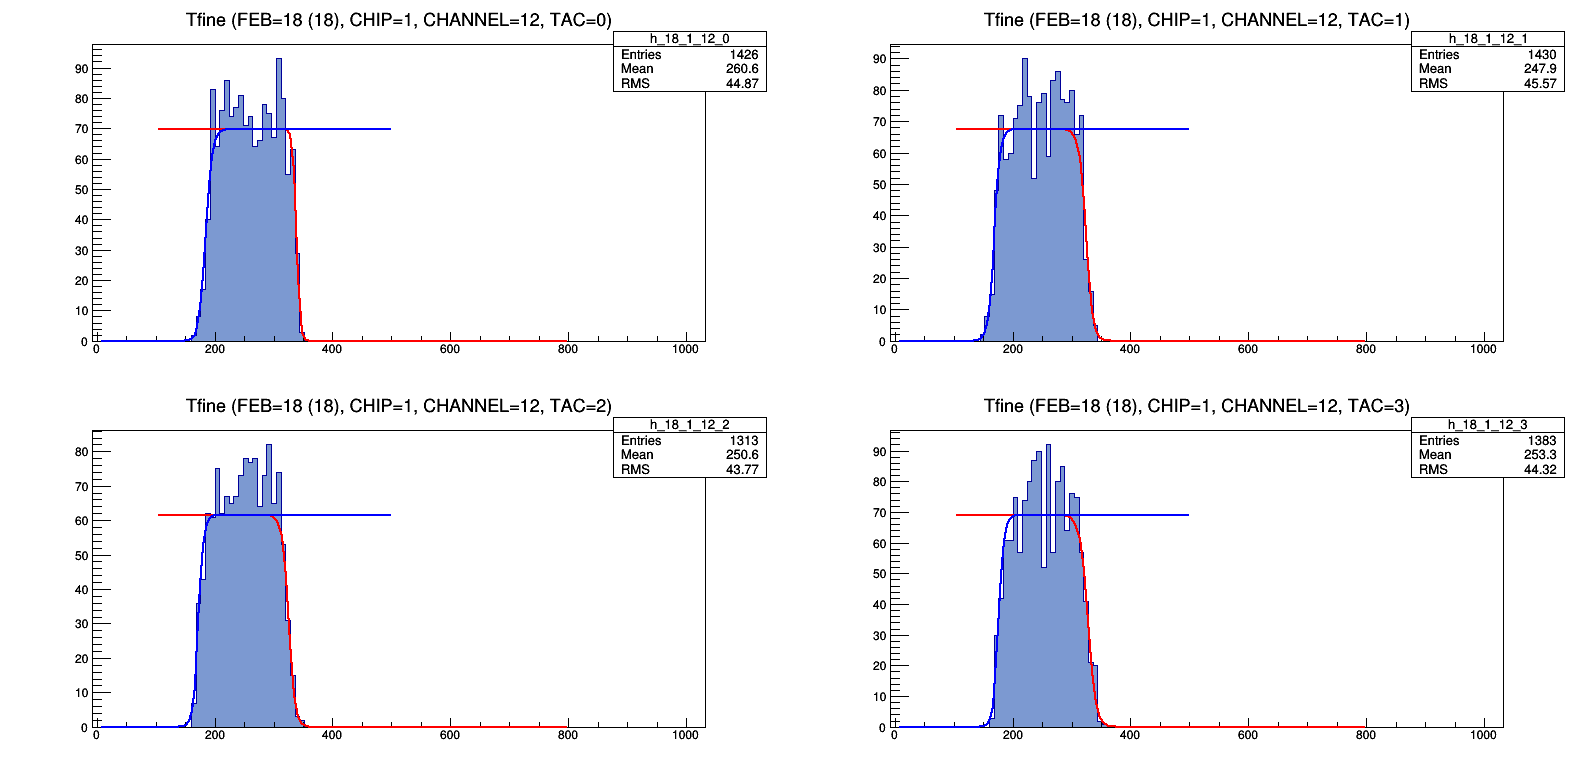 Tfine (FEB=18 (18), CHIP=1, CHANNEL=12, TAC=0)
h_18_1_12_0
Entries 1426
Mean 260.6
RMS 44.87
90
80
70
60
50
40
30
20
10
0
0 200 400 600 800 1000
Tfine (FEB=18 (18), CHIP=1, CHANNEL=12, TAC=1)
h_18_1_12_1
Entries 1430
Mean 247.9
RMS 45.57
90
80
70
60
50
40
30
20
10
0
0 200 400 600 800 1000
Tfine (FEB=18 (18), CHIP=1, CHANNEL=12, TAC=2)
h_18_1_12_2
Entries 1313
Mean 250.6
RMS 43.77
80
70
60
50
40
30
20
10
0
0 200 400 600 800 1000
Tfine (FEB=18 (18), CHIP=1, CHANNEL=12, TAC=3)
h_18_1_12_3
Entries 1383
Mean 253.3
RMS 44.32
90
80
70
60
50
40
30
20
10
0
0 200 400 600 800 1000